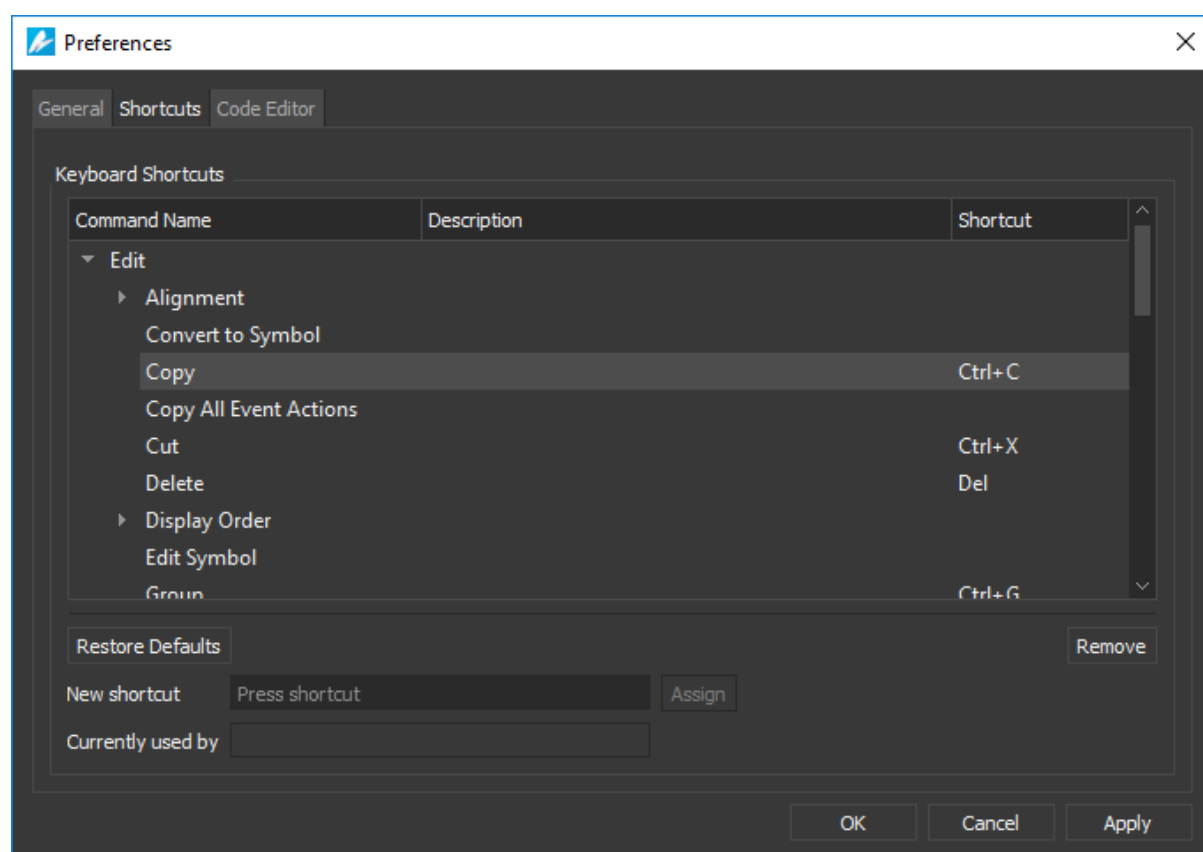 Preferences
General Shortcuts Code Editor
Keyboard Shortcuts
Command Name Description Shortcut
Edit
Alignment
Convert to Symbol
Copy Ctrl+C
Copy All Event Actions
Cut Ctrl+X
Delete Del
Display Order
Edit Symbol
Group Ctrl+G
Restore Defaults Remove
New shortcut Press shortcut Assign
Currently used by
OK Cancel Apply